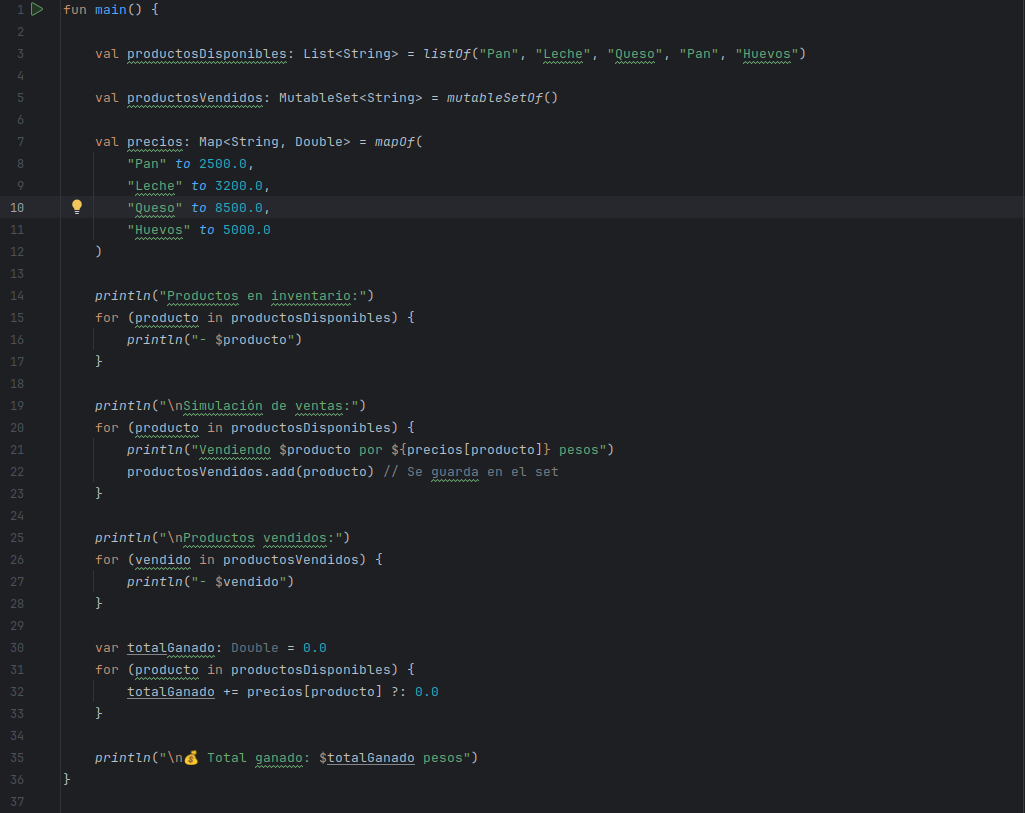 1 fun main() {
2
3 val productosDisponibles: List<String> = listOf("Pan", "Leche", "Queso", "Pan", "Huevos")
4
5 val productosVendidos: MutableSet<String> = mutableSetOf()
6
7 val precios: Map<String, Double> = mapOf(
8 "Pan" to 2500.0,
9 "Leche" to 3200.0,
10 "Queso" to 8500.0,
11 "Huevos" to 5000.0
12 )
13
14 println("Productos en inventario:")
15 for (producto in productosDisponibles) {
16 println("- $producto")
17 }
18
19 println("\nSimulación de ventas:")
20 for (producto in productosDisponibles) {
21 println("Vendiendo $producto por ${precios[producto]} pesos")
22 productosVendidos.add(producto) // Se guarda en el set
23 }
24
25 println("\nProductos vendidos:")
26 for (vendido in productosVendidos) {
27 println("- $vendido")
28 }
29
30 var totalGanado: Double = 0.0
31 for (producto in productosDisponibles) {
32 totalGanado += precios[producto] ?: 0.0
33 }
34
35 println("\n💰 Total ganado: $totalGanado pesos")
36 }
37